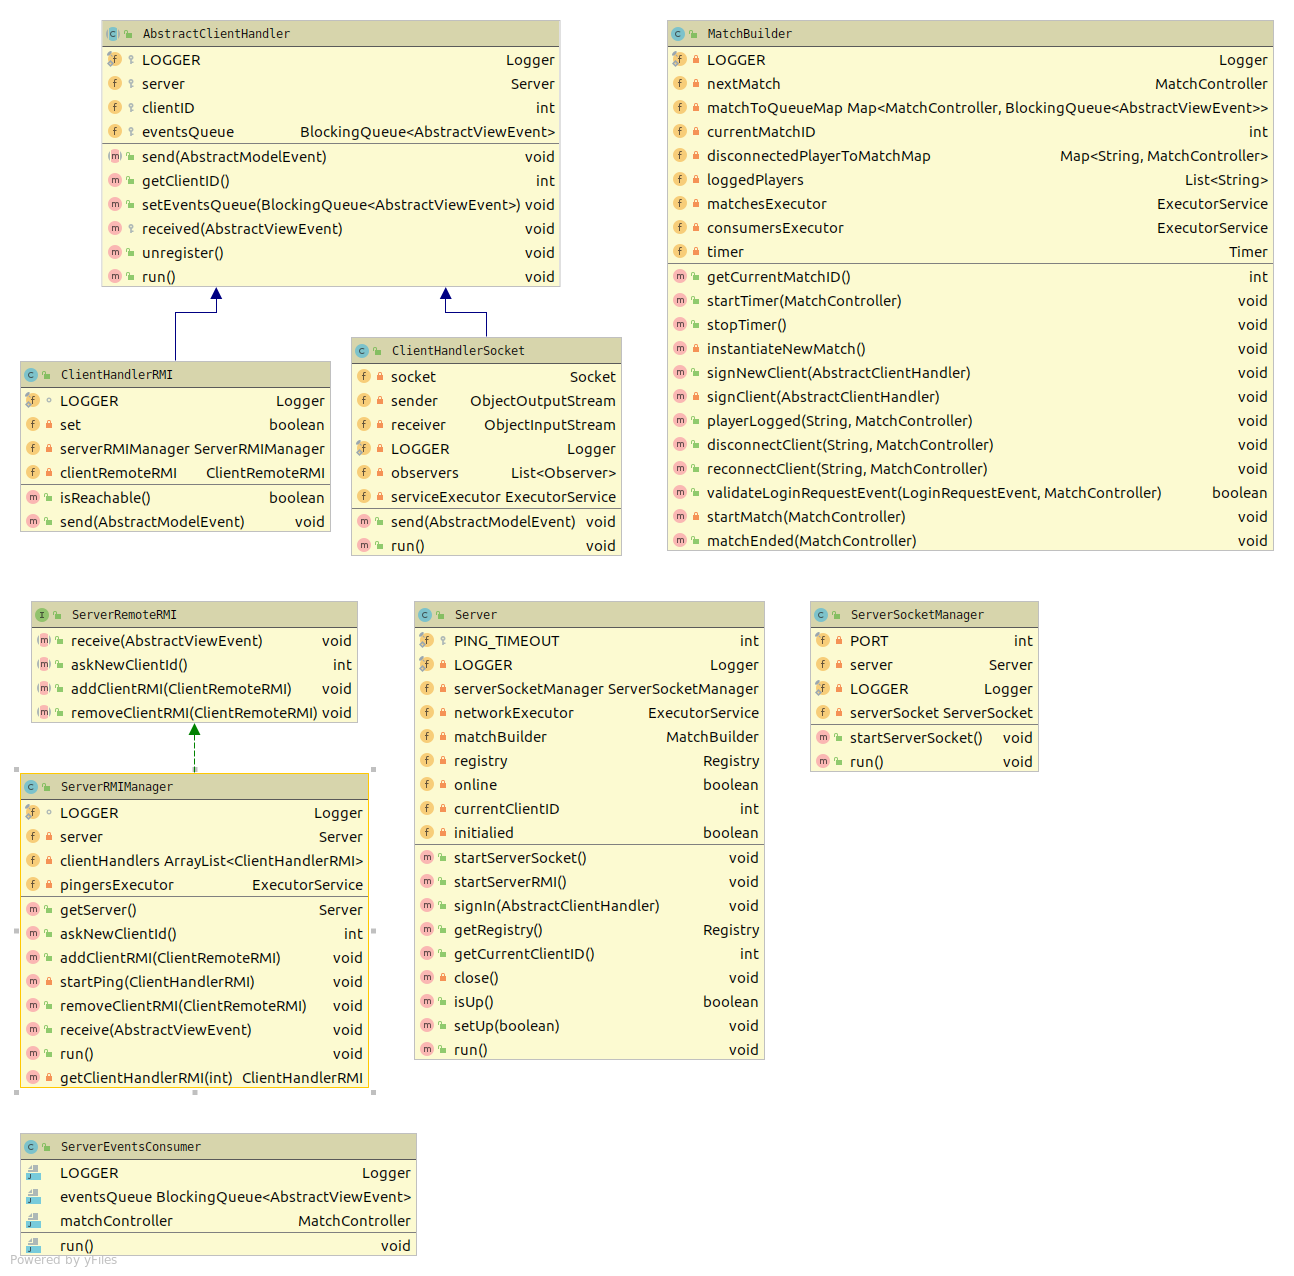 AbstractClientHandler
LOGGER Logger
server Server
clientID int
eventsQueue BlockingQueue<AbstractViewEvent>
send(AbstractModelEvent) void
getClientID() int
setEventsQueue(BlockingQueue<AbstractViewEvent>) void
received(AbstractViewEvent) void
unregister() void
run() void
MatchBuilder
LOGGER Logger
nextMatch MatchController
matchToQueueMap Map<MatchController, BlockingQueue<AbstractViewEvent>>
currentMatchID int
disconnectedPlayerToMatchMap Map<String, MatchController>
loggedPlayers List<String>
matchesExecutor ExecutorService
consumersExecutor ExecutorService
timer Timer
getCurrentMatchID() int
startTimer(MatchController) void
stopTimer() void
instantiateNewMatch() void
signNewClient(AbstractClientHandler) void
signClient(AbstractClientHandler) void
playerLogged(String, MatchController) void
disconnectClient(String, MatchController) void
reconnectClient(String, MatchController) void
validateLoginRequestEvent(LoginRequestEvent, MatchController) boolean
startMatch(MatchController) void
matchEnded(MatchController) void
ClientHandlerRMI
LOGGER Logger
set boolean
serverRMIManager ServerRMIManager
clientRemoteRMI ClientRemoteRMI
isReachable() boolean
send(AbstractModelEvent) void
ClientHandlerSocket
socket Socket
sender ObjectOutputStream
receiver ObjectInputStream
LOGGER Logger
observers List<Observer>
serviceExecutor ExecutorService
send(AbstractModelEvent) void
run() void
ServerRemoteRMI
receive(AbstractViewEvent) void
askNewClientId() int
addClientRMI(ClientRemoteRMI) void
removeClientRMI(ClientRemoteRMI) void
Server
PING_TIMEOUT int
LOGGER Logger
serverSocketManager ServerSocketManager
networkExecutor ExecutorService
matchBuilder MatchBuilder
registry Registry
online boolean
currentClientID int
initialied boolean
startServerSocket() void
startServerRMI() void
signIn(AbstractClientHandler) void
getRegistry() Registry
getCurrentClientID() int
close() void
isUp() boolean
setUp(boolean) void
run() void
ServerSocketManager
PORT int
server Server
LOGGER Logger
serverSocket ServerSocket
startServerSocket() void
run() void
ServerRMIManager
LOGGER Logger
server Server
clientHandlers ArrayList<ClientHandlerRMI>
pingersExecutor ExecutorService
getServer() Server
askNewClientId() int
addClientRMI(ClientRemoteRMI) void
startPing(ClientHandlerRMI) void
removeClientRMI(ClientRemoteRMI) void
receive(AbstractViewEvent) void
run() void
getClientHandlerRMI(int) ClientHandlerRMI
ServerEventsConsumer
LOGGER Logger
eventsQueue BlockingQueue<AbstractViewEvent>
matchController MatchController
run() void
Powered by yFiles